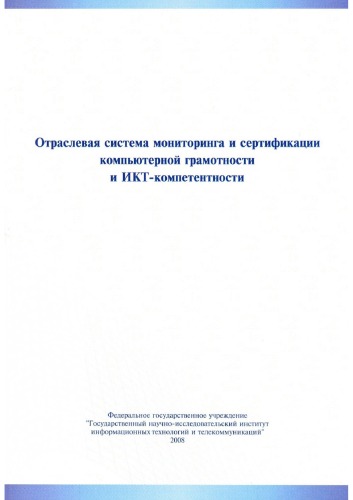 Отраслевая система мониторинга и сертификации
компьютерной грамотности
и ИКТ-компетентности
Федеральное государственное учреждение
"Государственный научно-исследовательский институт
информационных технологий и телекоммуникаций"
2008